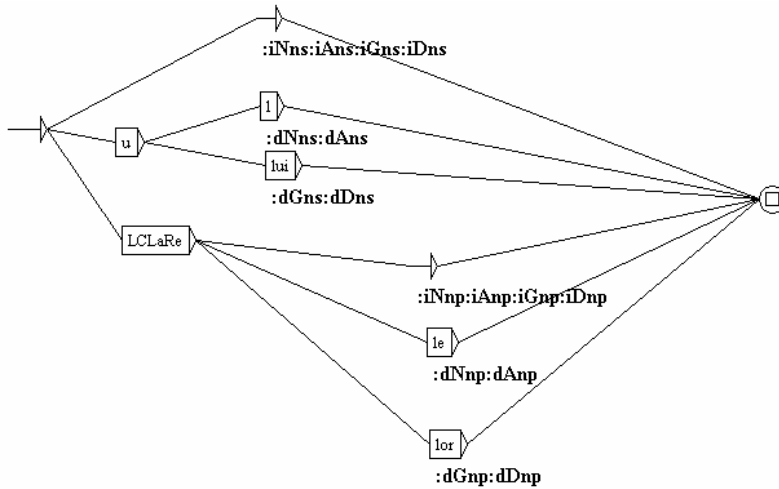 :iNns:iAns:iGns:iDns
l
:dNns:dAns
u
lui
:dGns:dDns
LCLaRe
:iNnp:iAnp:iGnp:iDnp
le
:dNnp:dAnp
lor
:dGnp:dDnp